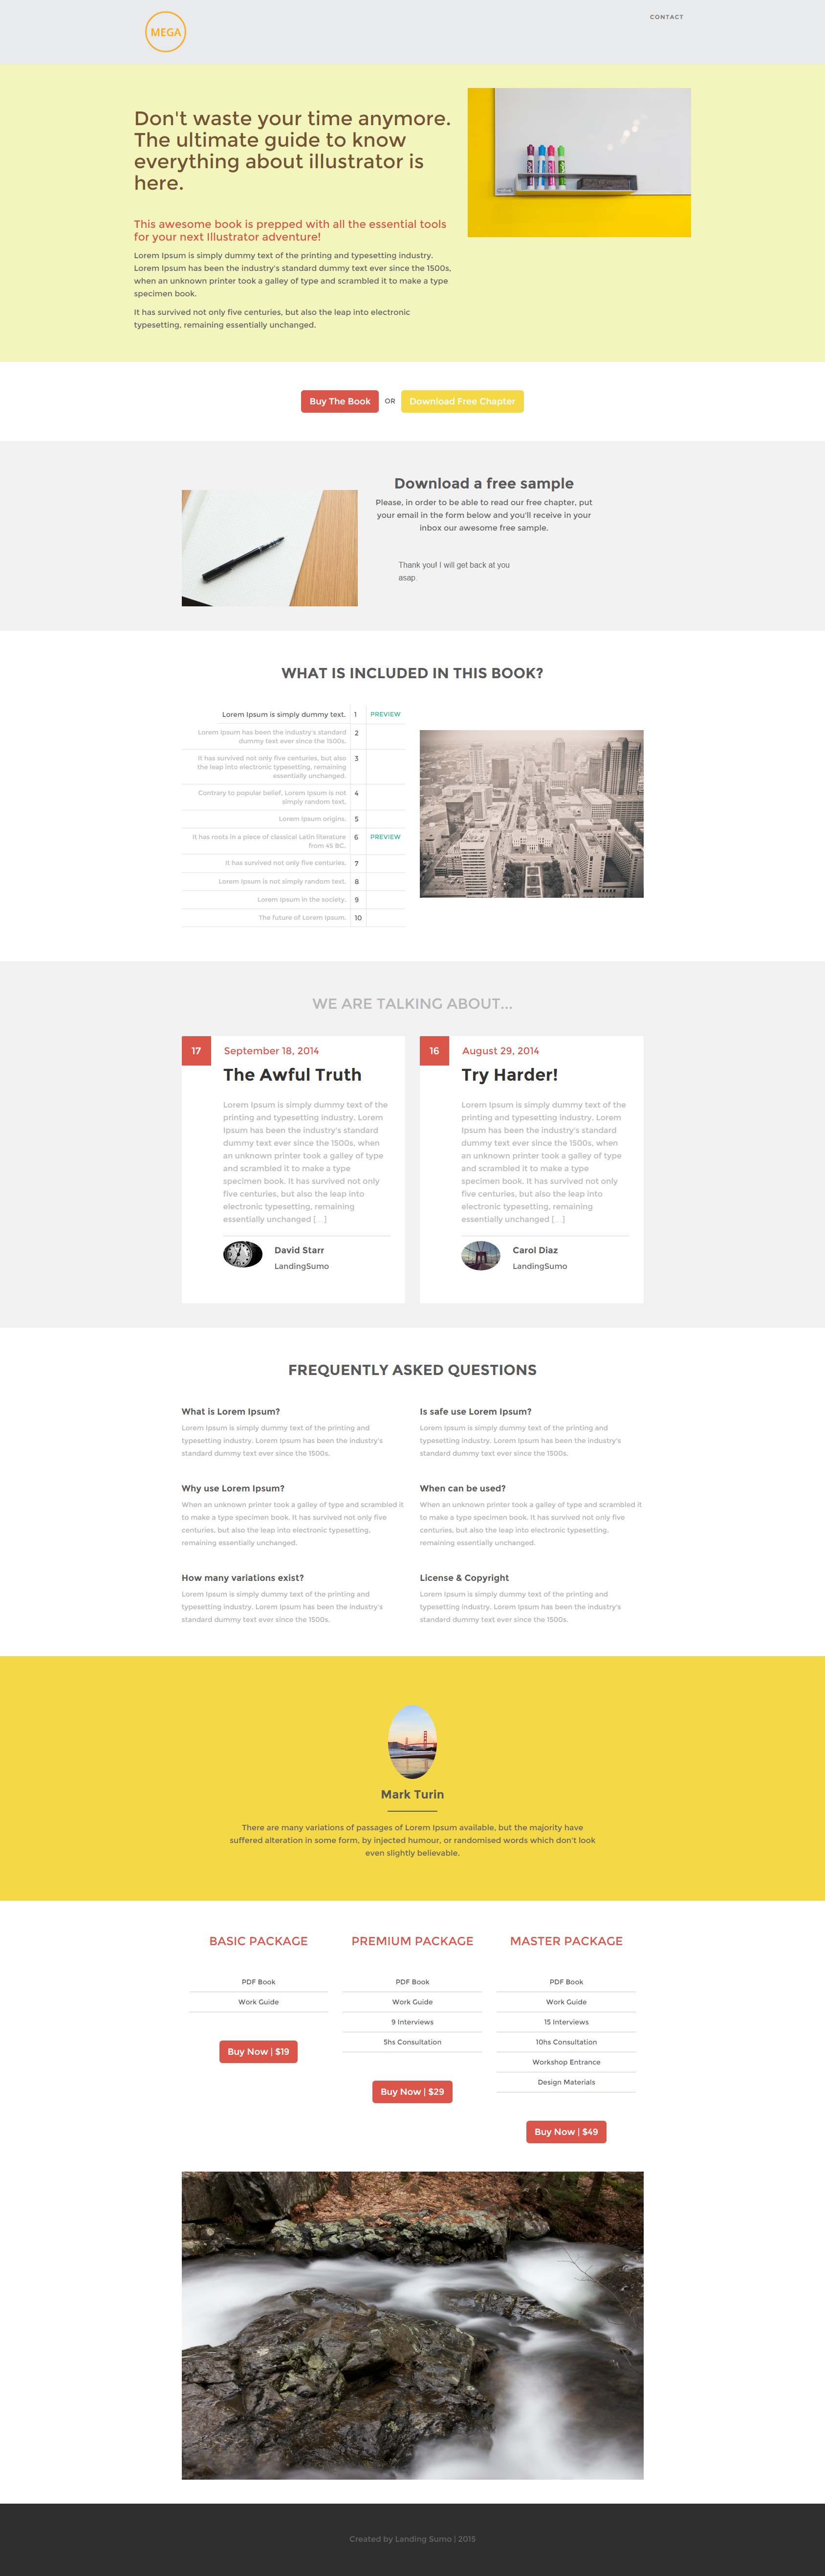 MEGA
CONTACT
Don't waste your time anymore.
The ultimate guide to know
everything about illustrator is
here.
This awesome book is prepped with all the essential tools
for your next Illustrator adventure!
Lorem Ipsum is simply dummy text of the printing and typesetting industry.
Lorem Ipsum has been the industry's standard dummy text ever since the 1500s,
when an unknown printer took a galley of type and scrambled it to make a type
specimen book.
It has survived not only five centuries, but also the leap into electronic
typesetting, remaining essentially unchanged.
Buy The Book OR Download Free Chapter
Download a free sample
Please, in order to be able to read our free chapter, put
your email in the form below and you'll receive in your
inbox our awesome free sample.
Thank you! I will get back at you
asap.
WHAT IS INCLUDED IN THIS BOOK?
Lorem Ipsum is simply dummy text. 1 PREVIEW
Lorem Ipsum has been the industry's standard 2
dummy text ever since the 1500s.
It has survived not only five centuries, but also 3
the leap into electronic typesetting, remaining
essentially unchanged.
Contrary to popular belief, Lorem Ipsum is not 4
simply random text.
Lorem Ipsum origins. 5
It has roots in a piece of classical Latin literature 6 PREVIEW
from 45 BC.
It has survived not only five centuries. 7
Lorem Ipsum is not simply random text. 8
Lorem Ipsum in the society. 9
The future of Lorem Ipsum. 10
WE ARE TALKING ABOUT...
17 September 18, 2014
The Awful Truth
Lorem Ipsum is simply dummy text of the
printing and typesetting industry. Lorem
Ipsum has been the industry's standard
dummy text ever since the 1500s, when
an unknown printer took a galley of type
and scrambled it to make a type
specimen book. It has survived not only
five centuries, but also the leap into
electronic typesetting, remaining
essentially unchanged [...]
David Starr
LandingSumo
16 August 29, 2014
Try Harder!
Lorem Ipsum is simply dummy text of the
printing and typesetting industry. Lorem
Ipsum has been the industry's standard
dummy text ever since the 1500s, when
an unknown printer took a galley of type
and scrambled it to make a type
specimen book. It has survived not only
five centuries, but also the leap into
electronic typesetting, remaining
essentially unchanged [...]
Carol Diaz
LandingSumo
FREQUENTLY ASKED QUESTIONS
What is Lorem Ipsum?
Lorem Ipsum is simply dummy text of the printing and
typesetting industry. Lorem Ipsum has been the industry's
standard dummy text ever since the 1500s.
Is safe use Lorem Ipsum?
Lorem Ipsum is simply dummy text of the printing and
typesetting industry. Lorem Ipsum has been the industry's
standard dummy text ever since the 1500s.
Why use Lorem Ipsum?
When an unknown printer took a galley of type and scrambled it
to make a type specimen book. It has survived not only five
centuries, but also the leap into electronic typesetting,
remaining essentially unchanged.
When can be used?
When an unknown printer took a galley of type and scrambled it
to make a type specimen book. It has survived not only five
centuries, but also the leap into electronic typesetting,
remaining essentially unchanged.
How many variations exist?
Lorem Ipsum is simply dummy text of the printing and
typesetting industry. Lorem Ipsum has been the industry's
standard dummy text ever since the 1500s.
License & Copyright
Lorem Ipsum is simply dummy text of the printing and
typesetting industry. Lorem Ipsum has been the industry's
standard dummy text ever since the 1500s.
Mark Turin
There are many variations of passages of Lorem Ipsum available, but the majority have
suffered alteration in some form, by injected humour, or randomised words which don't look
even slightly believable.
BASIC PACKAGE
PDF Book
Work Guide
Buy Now | $19
PREMIUM PACKAGE
PDF Book
Work Guide
9 Interviews
5hs Consultation
Buy Now | $29
MASTER PACKAGE
PDF Book
Work Guide
15 Interviews
10hs Consultation
Workshop Entrance
Design Materials
Buy Now | $49
Created by Landing Sumo | 2015